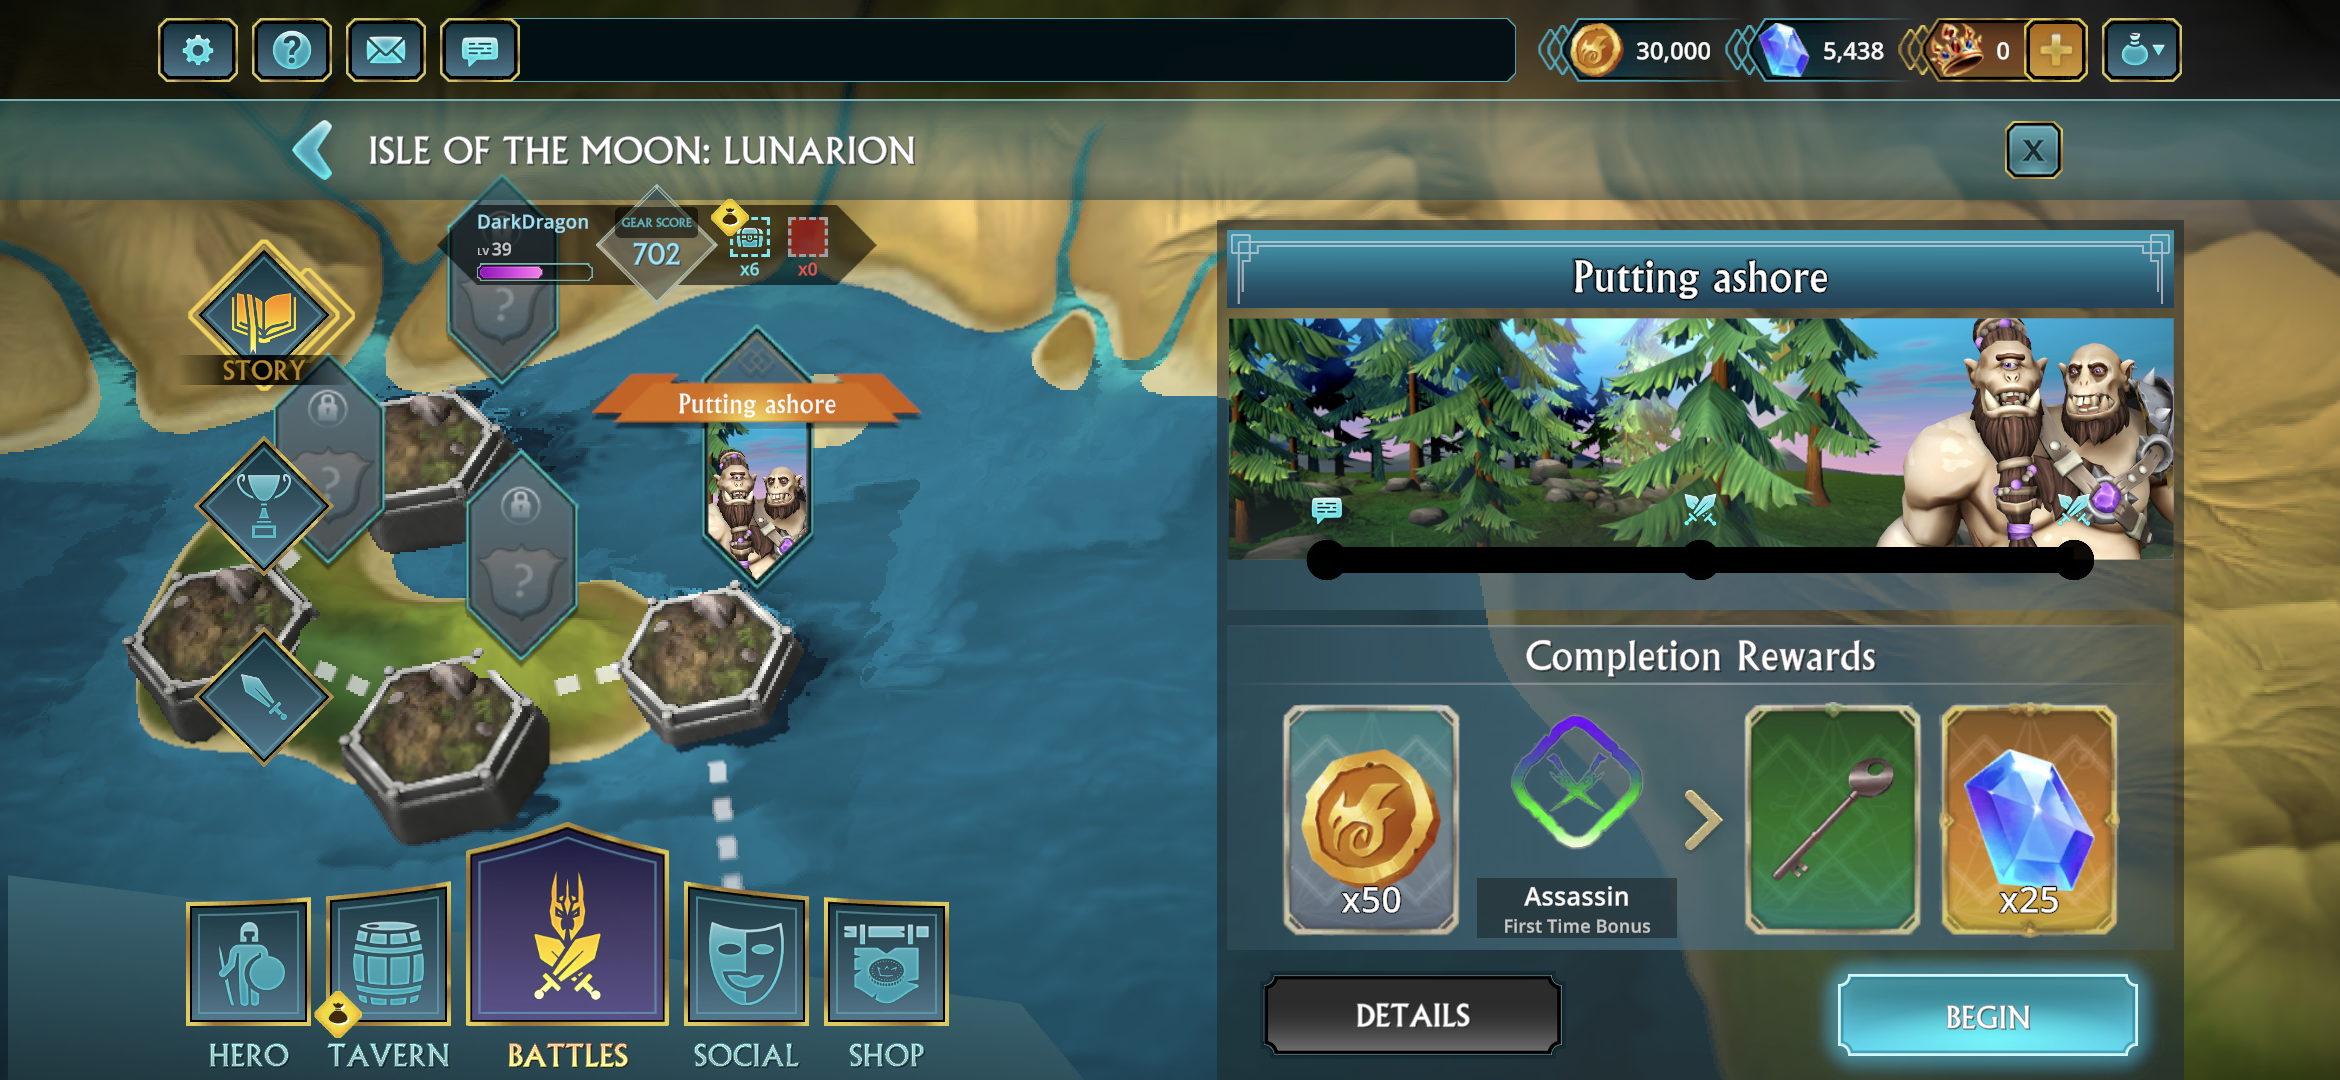 30,000
5,438
0
ISLE OF THE MOON: LUNARION
X
DarkDragon
Lv 39
GEAR SCORE
702
x6
x0
STORY
Putting ashore
Putting ashore
Completion Rewards
x50
Assassin
First Time Bonus
x25
DETAILS
BEGIN
HERO
TAVERN
BATTLES
SOCIAL
SHOP